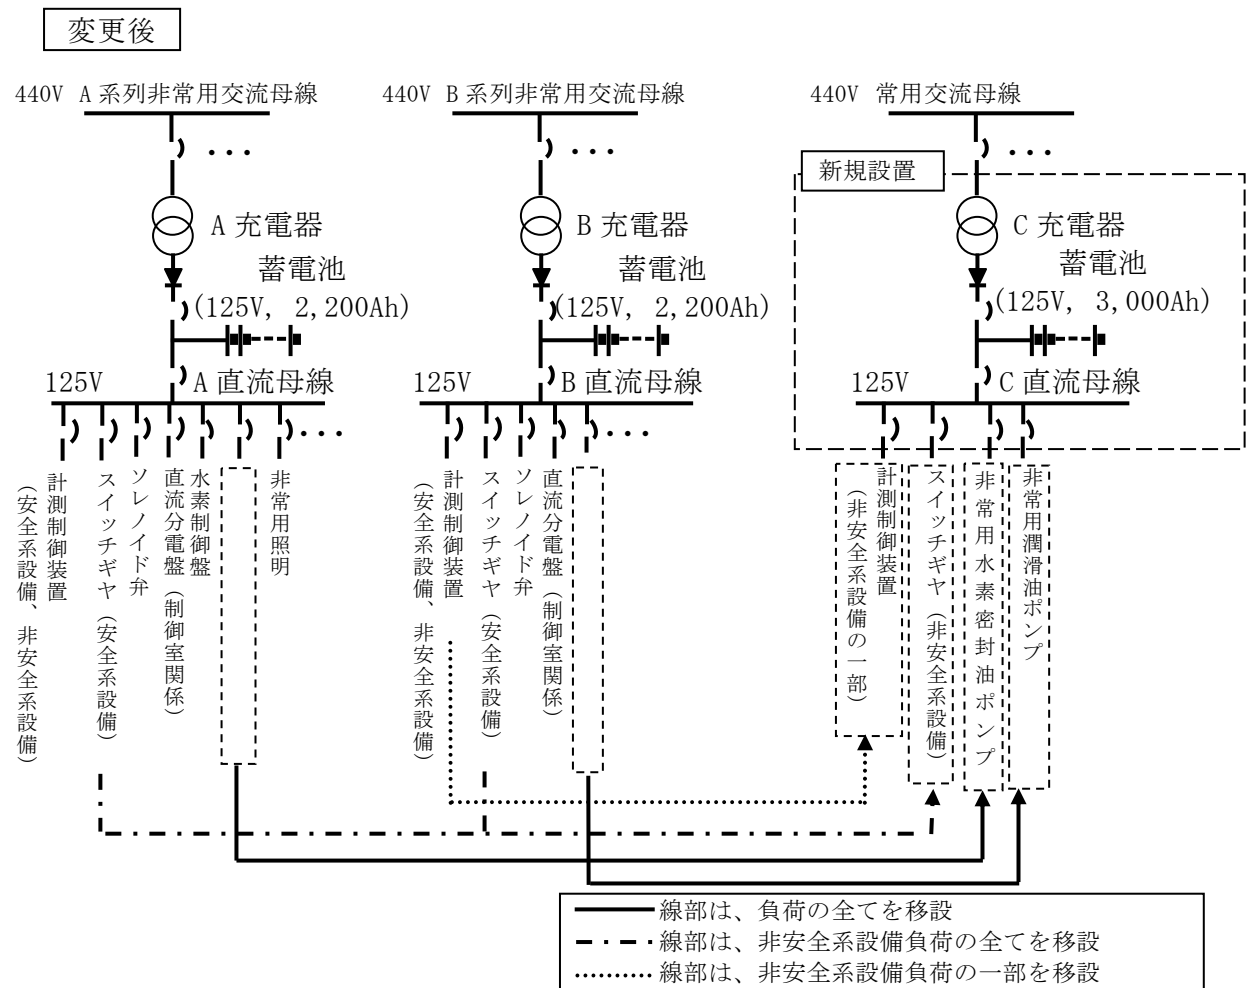 変更後
440V A系列非常用交流母線
440V B系列非常用交流母線
440V 常用交流母線
・・・
・・・
・・・
新規設置
A充電器
B充電器
C充電器
蓄電池
(125V, 2,200Ah)
蓄電池
(125V, 2,200Ah)
蓄電池
(125V, 3,000Ah)
125V
A直流母線
125V
B直流母線
125V
C直流母線
・・・
・・・
計測制御装置
（安全系設備、非安全系設備）
スイッチギヤ（安全系設備）
ソレノイド弁
直流分電盤（制御室関係）
水素制御盤
非常用照明
計測制御装置
（安全系設備、非安全系設備）
スイッチギヤ（安全系設備）
ソレノイド弁
直流分電盤（制御室関係）
計測制御装置
（非安全系設備の一部）
スイッチギヤ（非安全系設備）
非常用水素密封油ポンプ
非常用潤滑油ポンプ
線部は、負荷の全てを移設
線部は、非安全系設備負荷の全てを移設
線部は、非安全系設備負荷の一部を移設